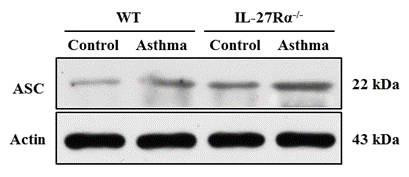 WT IL-27Rα-/-
Control Asthma Control Asthma
ASC 22 kDa
Actin 43 kDa